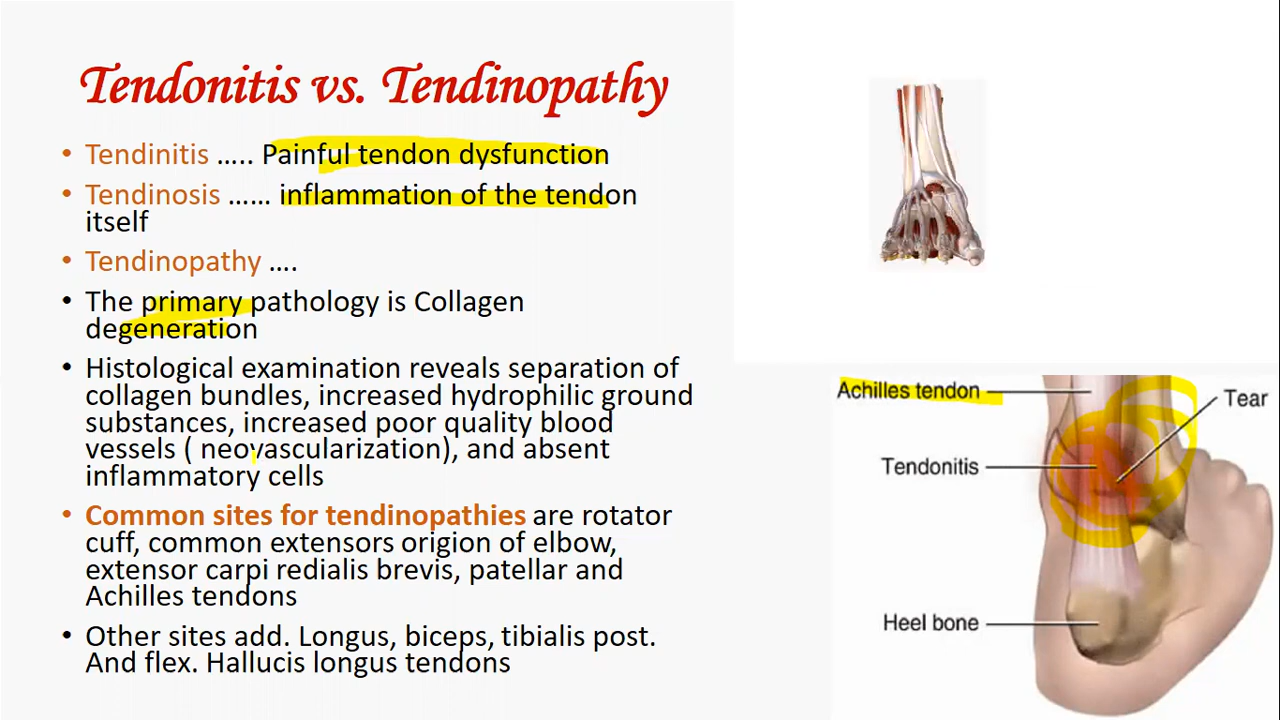 Tendonitis vs. Tendinopathy
• Tendinitis ..... Painful tendon dysfunction
• Tendinosis ...... inflammation of the tendon
itself
• Tendinopathy ....
• The primary pathology is Collagen
degeneration
• Histological examination reveals separation of
collagen bundles, increased hydrophilic ground
substances, increased poor quality blood
vessels ( neovascularization), and absent
inflammatory cells
• Common sites for tendinopathies are rotator
cuff, common extensors origion of elbow,
extensor carpi redialis brevis, patellar and
Achilles tendons
• Other sites add. Longus, biceps, tibialis post.
And flex. Hallucis longus tendons
Achilles tendon
Tear
Tendonitis
Heel bone